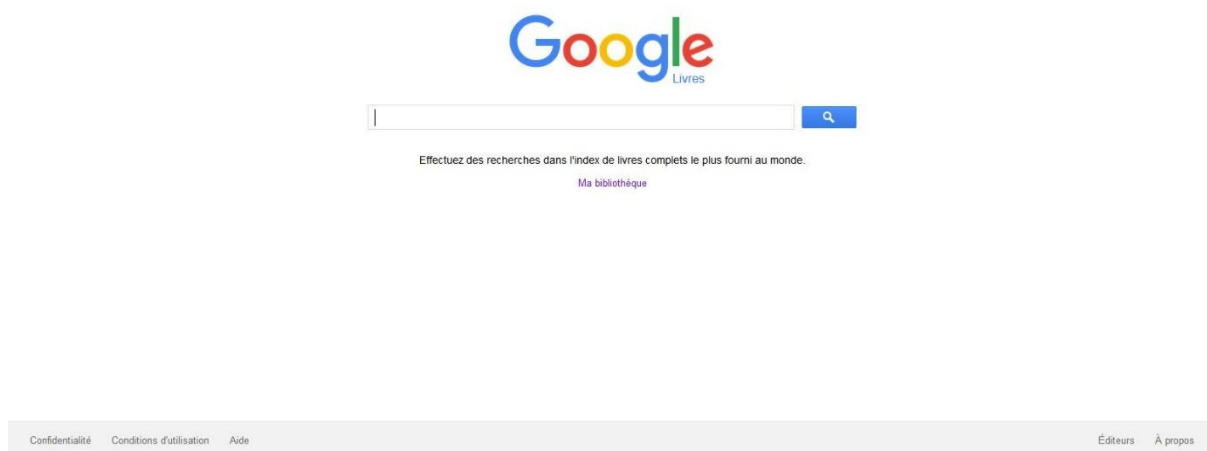 Google
Livres
Effectuez des recherches dans l'index de livres complets le plus fourni au monde.
Ma bibliothèque
Confidentialité Conditions d'utilisation Aide Éditeurs À propos